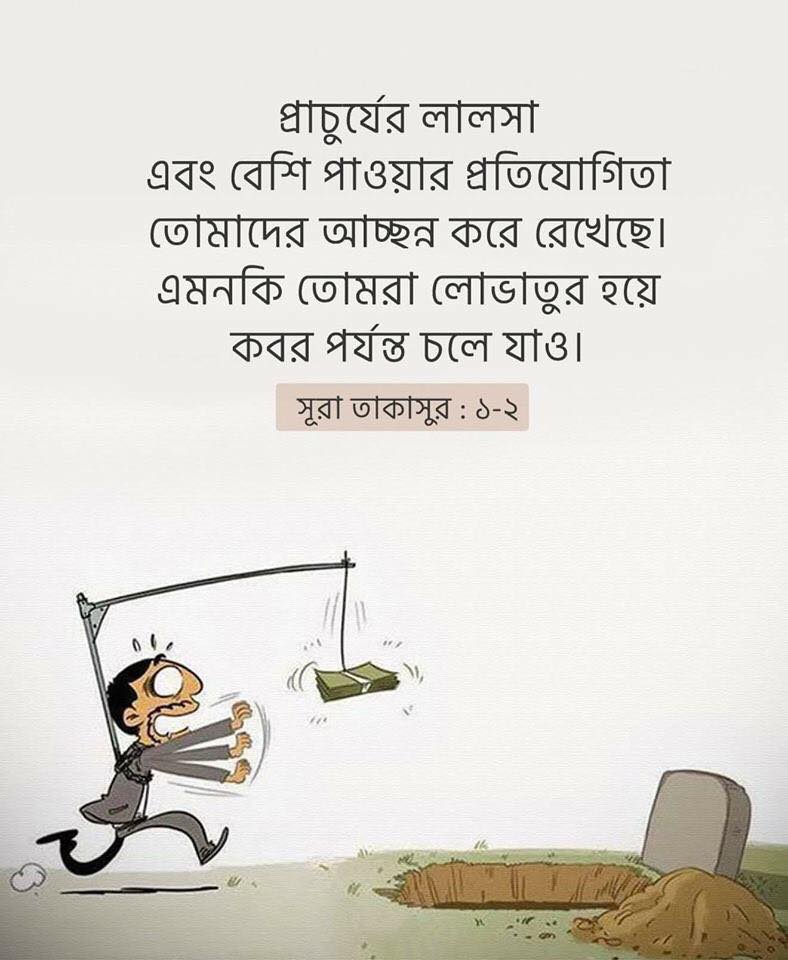 প্রাচুর্যের লালসা
এবং বেশি পাওয়ার প্রতিযোগিতা
তোমাদের আচ্ছন্ন করে রেখেছে।
এমনকি তোমরা লোভাতুর হয়ে
কবর পর্যন্ত চলে যাও।
সূরা তাকাসুর : ১-২